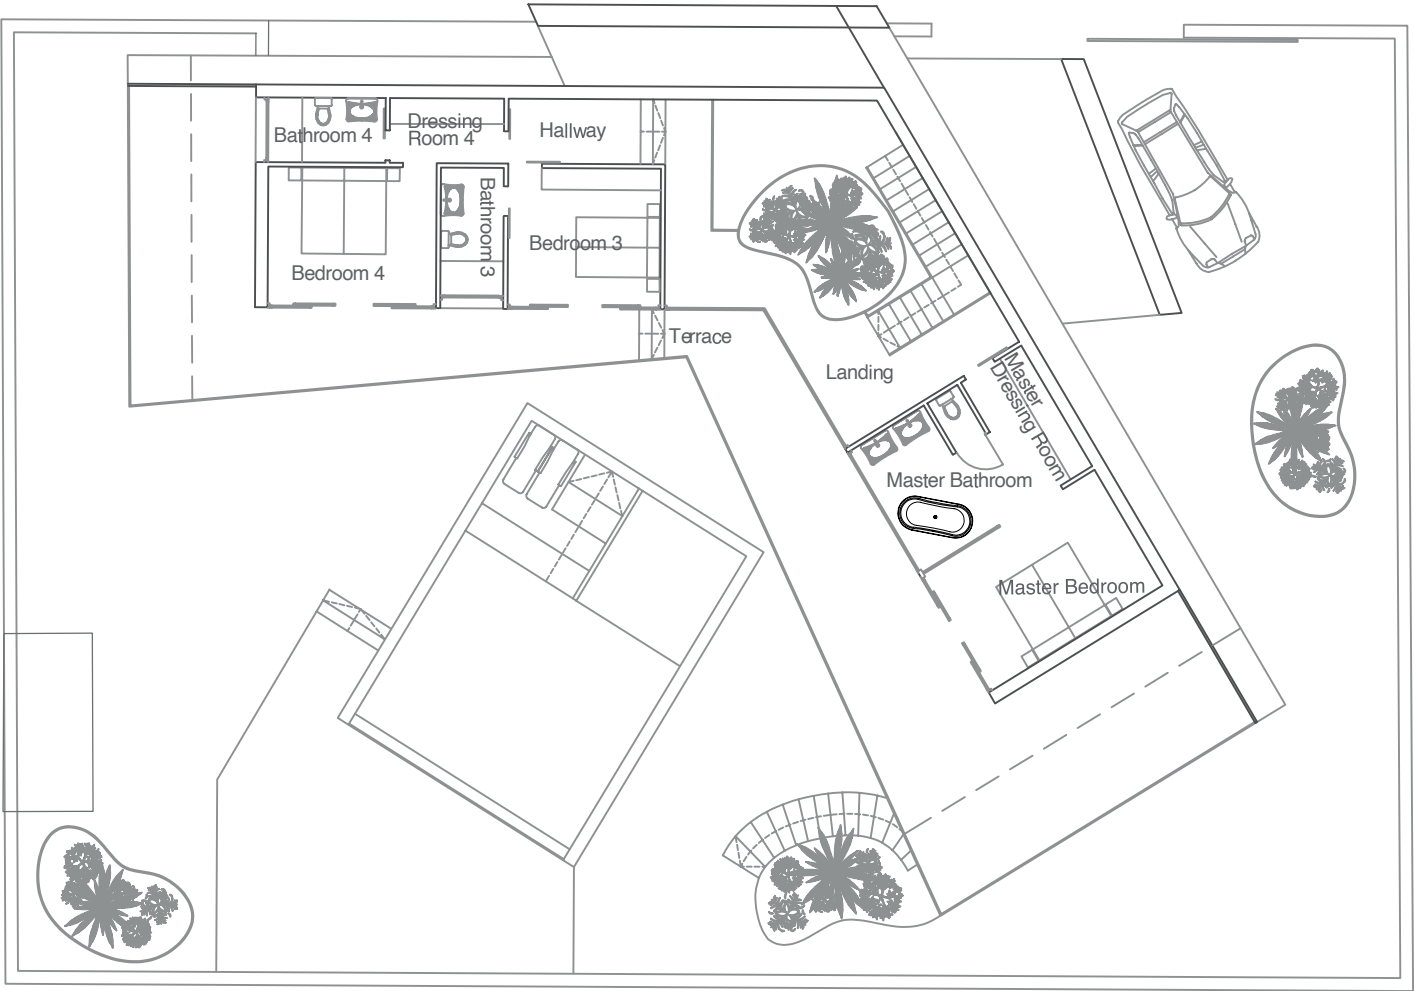 Bathroom 4
Dressing
Room 4
Hallway
Bathroom 3
Bedroom 3
Bedroom 4
Terrace
Landing
Master
Dressing Room
Master Bathroom
Master Bedroom